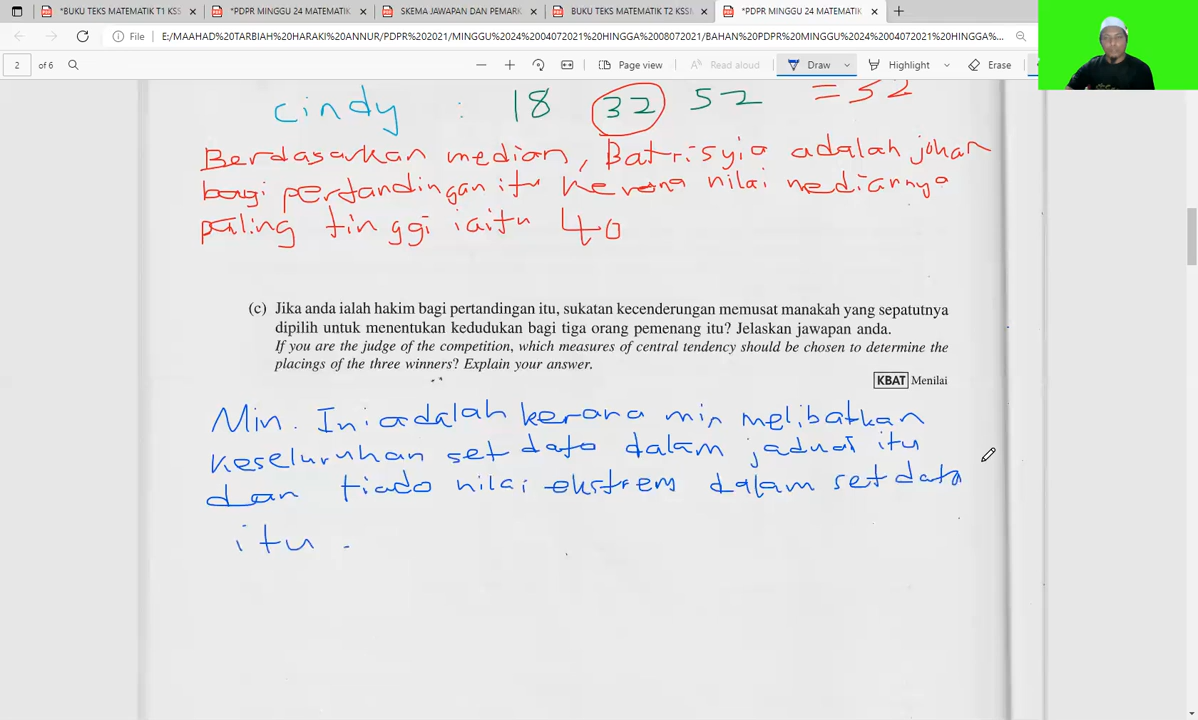 *BUKU TEKS MATEMATIK T1 KSS
*PDPR MINGGU 24 MATEMATIK
SKEMA JAWAPAN DAN PEMARK
BUKU TEKS MATEMATIK T2 KSSM
*PDPR MINGGU 24 MATEMATIK
File
E:/MAAHAD%20TARBIAH%20HARAKI%20ANNUR/PDPR%202021/MINGGU%2024%2004072021%20HINGGA%2008072021/BAHAN%20PDPR%20MINGGU%2024%2004072021%20HINGGA%...
2 of 6
Page view
Read aloud
Draw
Highlight
Erase
cindy : 18 32 52 = 52
Berdasarkan median, Batrisyia adalah johan
bagi pertandingan itu kerana nilai mediannya
paling tinggi iaitu 40
(c) Jika anda ialah hakim bagi pertandingan itu, sukatan kecenderungan memusat manakah yang sepatutnya
dipilih untuk menentukan kedudukan bagi tiga orang pemenang itu? Jelaskan jawapan anda.
If you are the judge of the competition, which measures of central tendency should be chosen to determine the
placings of the three winners? Explain your answer.
KBAT Menilai
Min. Ini adalah kerana min melibatkan
keseluruhan set data dalam jadual itu
dan tiada nilai ekstrem dalam set data
itu.